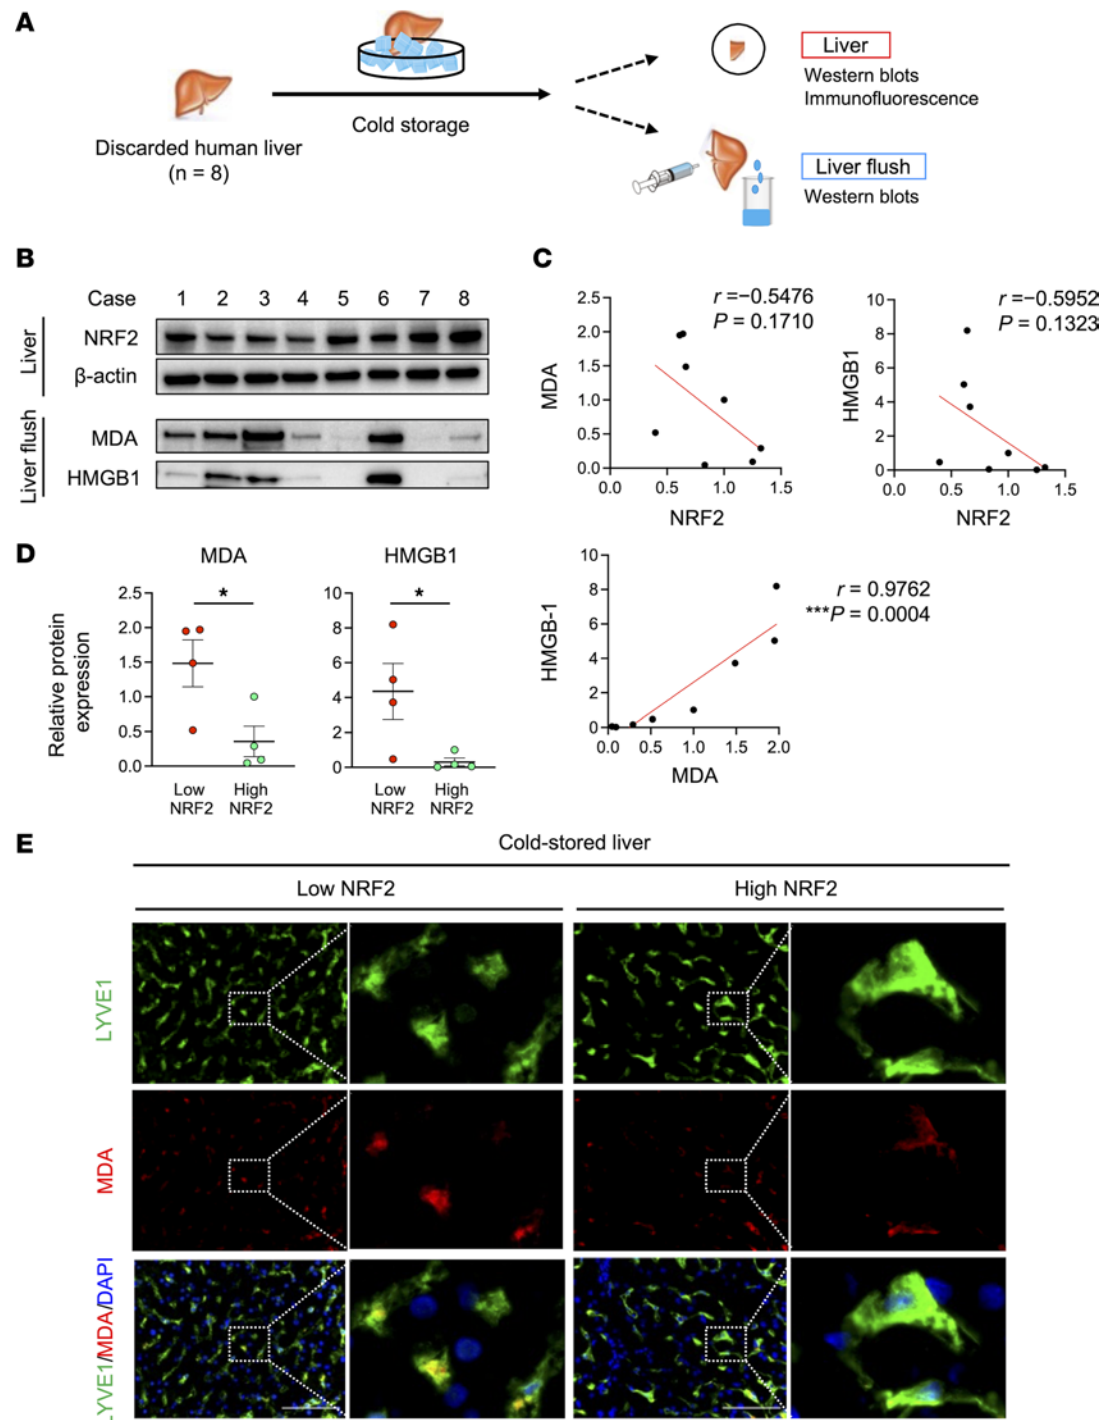 A
Discarded human liver
(n = 8)
Cold storage
Liver
Western blots
Immunofluorescence
Liver flush
Western blots
B
Case 1 2 3 4 5 6 7 8
Liver
NRF2
β-actin
Liver flush
MDA
HMGB1
C
r =−0.5476
P = 0.1710
MDA
2.5
2.0
1.5
1.0
0.5
0.0
0.0 0.5 1.0 1.5
NRF2
r =−0.5952
P = 0.1323
HMGB1
10
8
6
4
2
0
0.0 0.5 1.0 1.5
NRF2
r = 0.9762
***P = 0.0004
HMGB-1
10
8
6
4
2
0
0.0 0.5 1.0 1.5 2.0
MDA
D
Relative protein
expression
MDA
*
2.5
2.0
1.5
1.0
0.5
0.0
Low
NRF2
High
NRF2
HMGB1
*
10
8
6
4
2
0
Low
NRF2
High
NRF2
E
Cold-stored liver
Low NRF2
High NRF2
LYVE1
MDA
LYVE1/MDA/DAPI